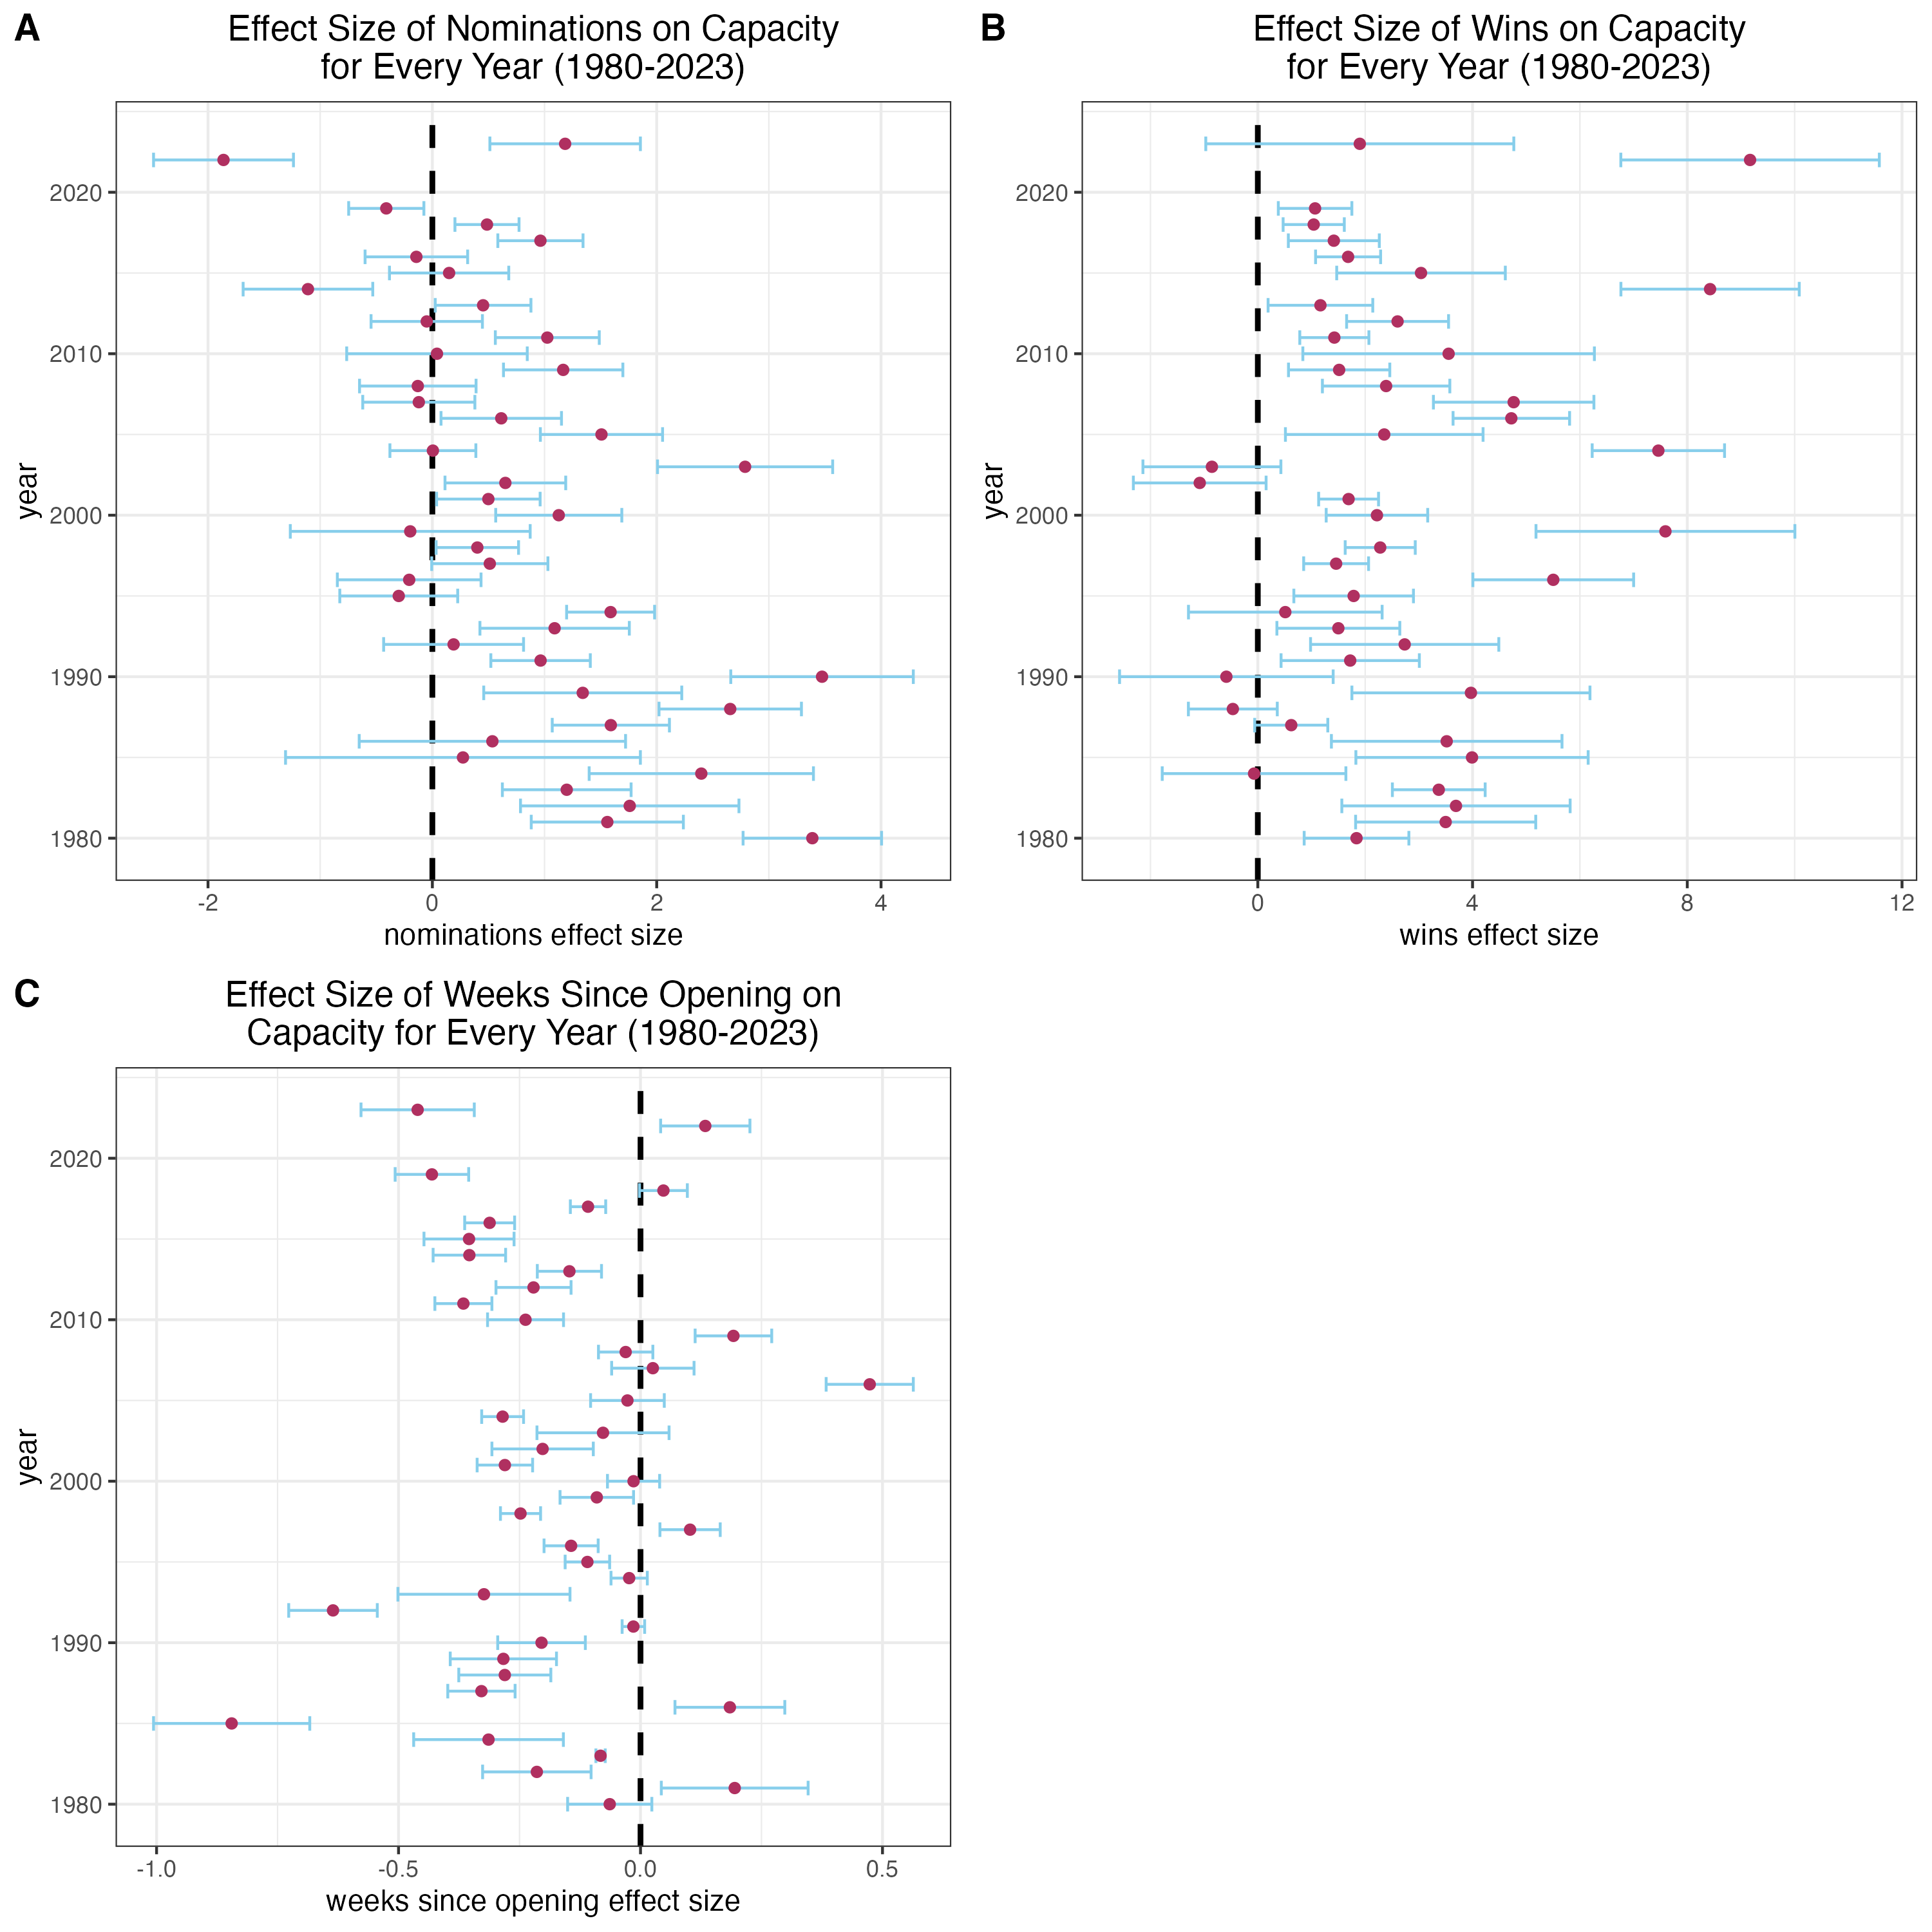 A
Effect Size of Nominations on Capacity
for Every Year (1980-2023)
year
2020
2010
2000
1990
1980
-2
0
2
4
nominations effect size
B
Effect Size of Wins on Capacity
for Every Year (1980-2023)
year
2020
2010
2000
1990
1980
0
4
8
12
wins effect size
C
Effect Size of Weeks Since Opening on
Capacity for Every Year (1980-2023)
year
2020
2010
2000
1990
1980
-1.0
-0.5
0.0
0.5
weeks since opening effect size